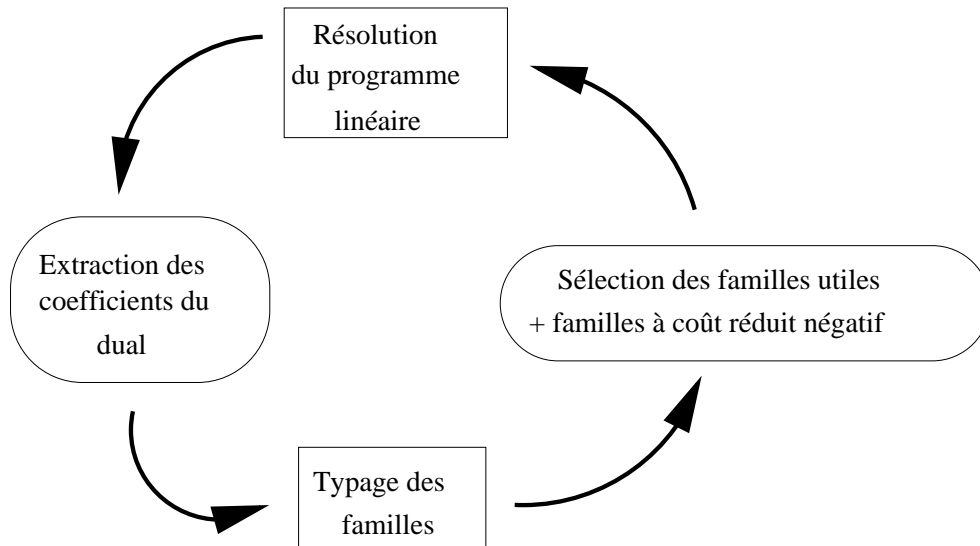 Résolution
du programme
linéaire
Extraction des
coefficients du
dual
Sélection des familles utiles
+ familles à coût réduit négatif
Typage des
familles